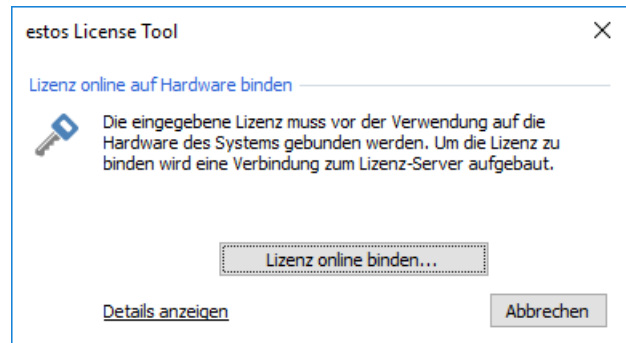 estos License Tool
Lizenz online auf Hardware binden
Die eingegebene Lizenz muss vor der Verwendung auf die
Hardware des Systems gebunden werden. Um die Lizenz zu
binden wird eine Verbindung zum Lizenz-Server aufgebaut.
Lizenz online binden...
Details anzeigen
Abbrechen